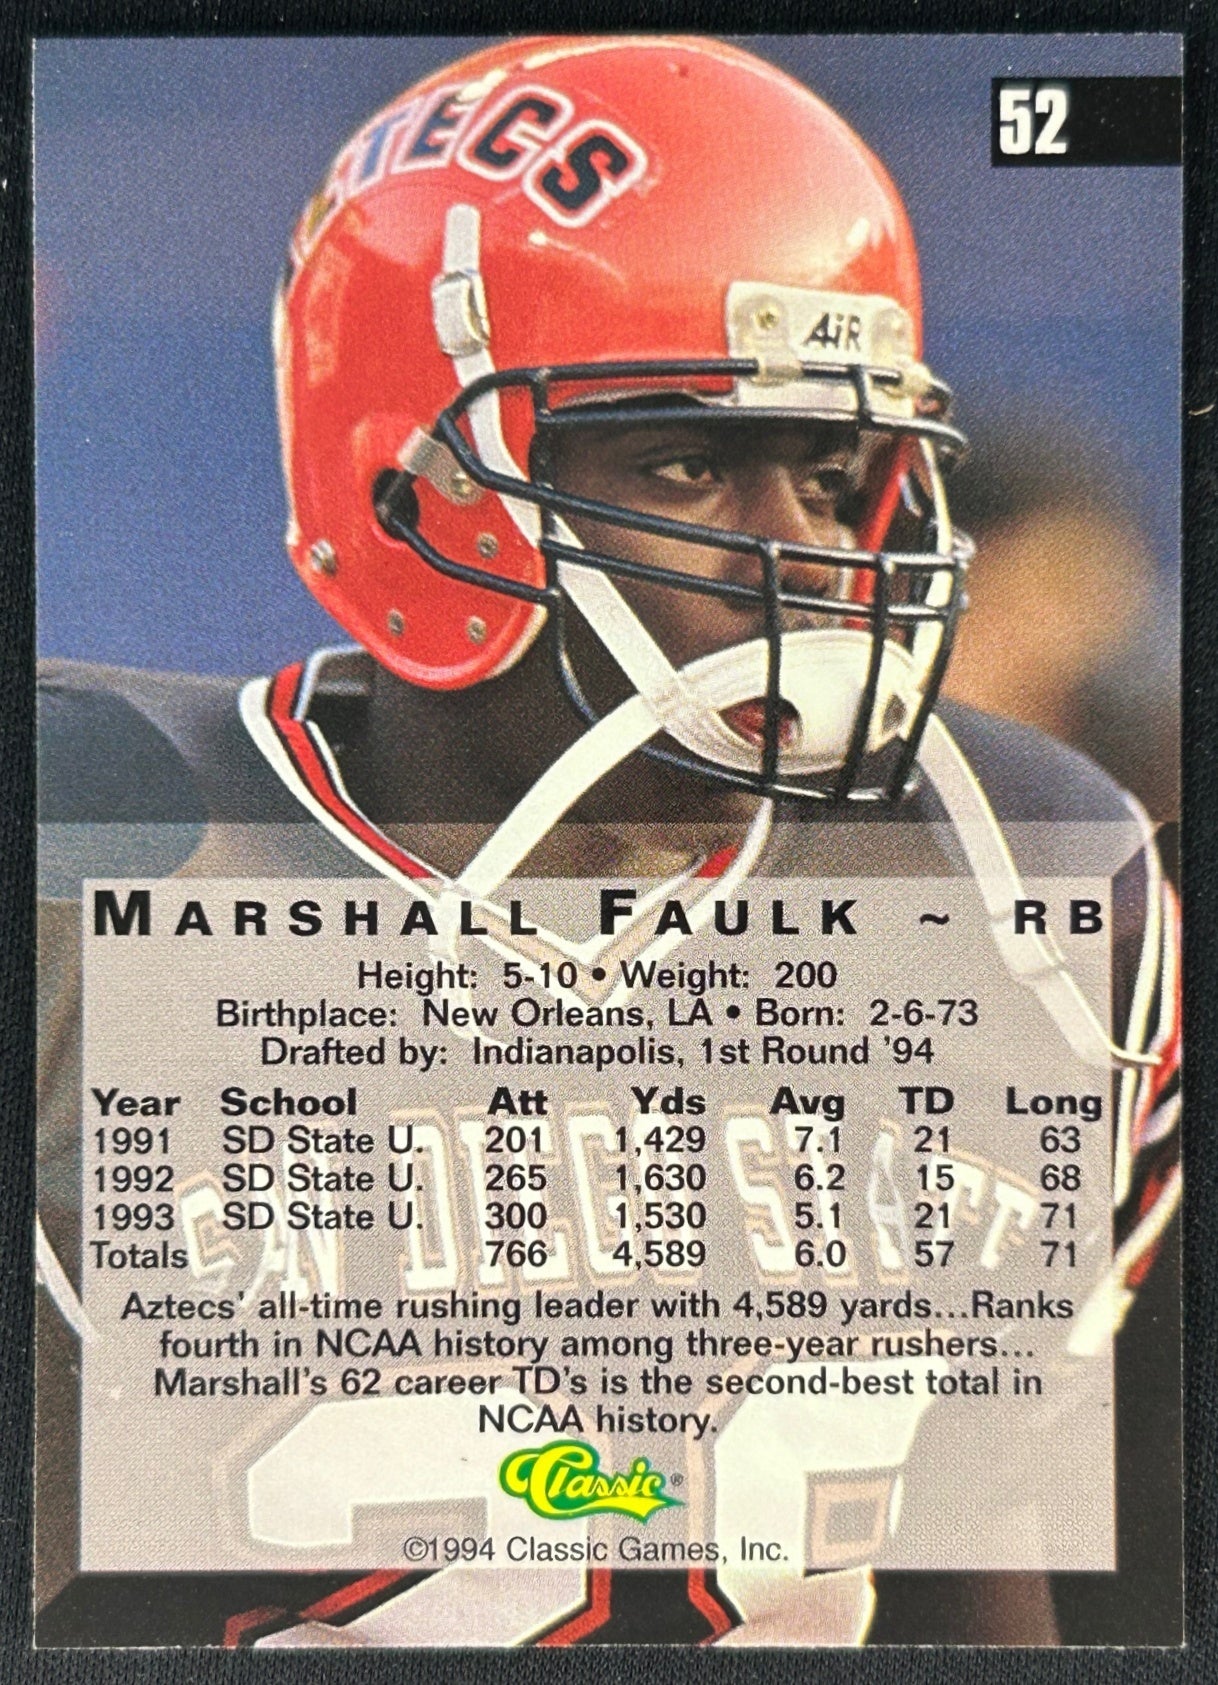 52
TECS
AiR
MARSHALL FAULK ~ RB
Height: 5-10 • Weight: 200
Birthplace: New Orleans, LA • Born: 2-6-73
Drafted by: Indianapolis, 1st Round '94
Year School Att Yds Avg TD Long
1991 SD State U. 201 1,429 7.1 21 63
1992 SD State U. 265 1,630 6.2 15 68
1993 SD State U. 300 1,530 5.1 21 71
Totals 766 4,589 6.0 57 71
SAN DIEGO STATE
Aztecs' all-time rushing leader with 4,589 yards...Ranks
fourth in NCAA history among three-year rushers...
Marshall's 62 career TD's is the second-best total in
NCAA history.
Classic®
©1994 Classic Games, Inc.